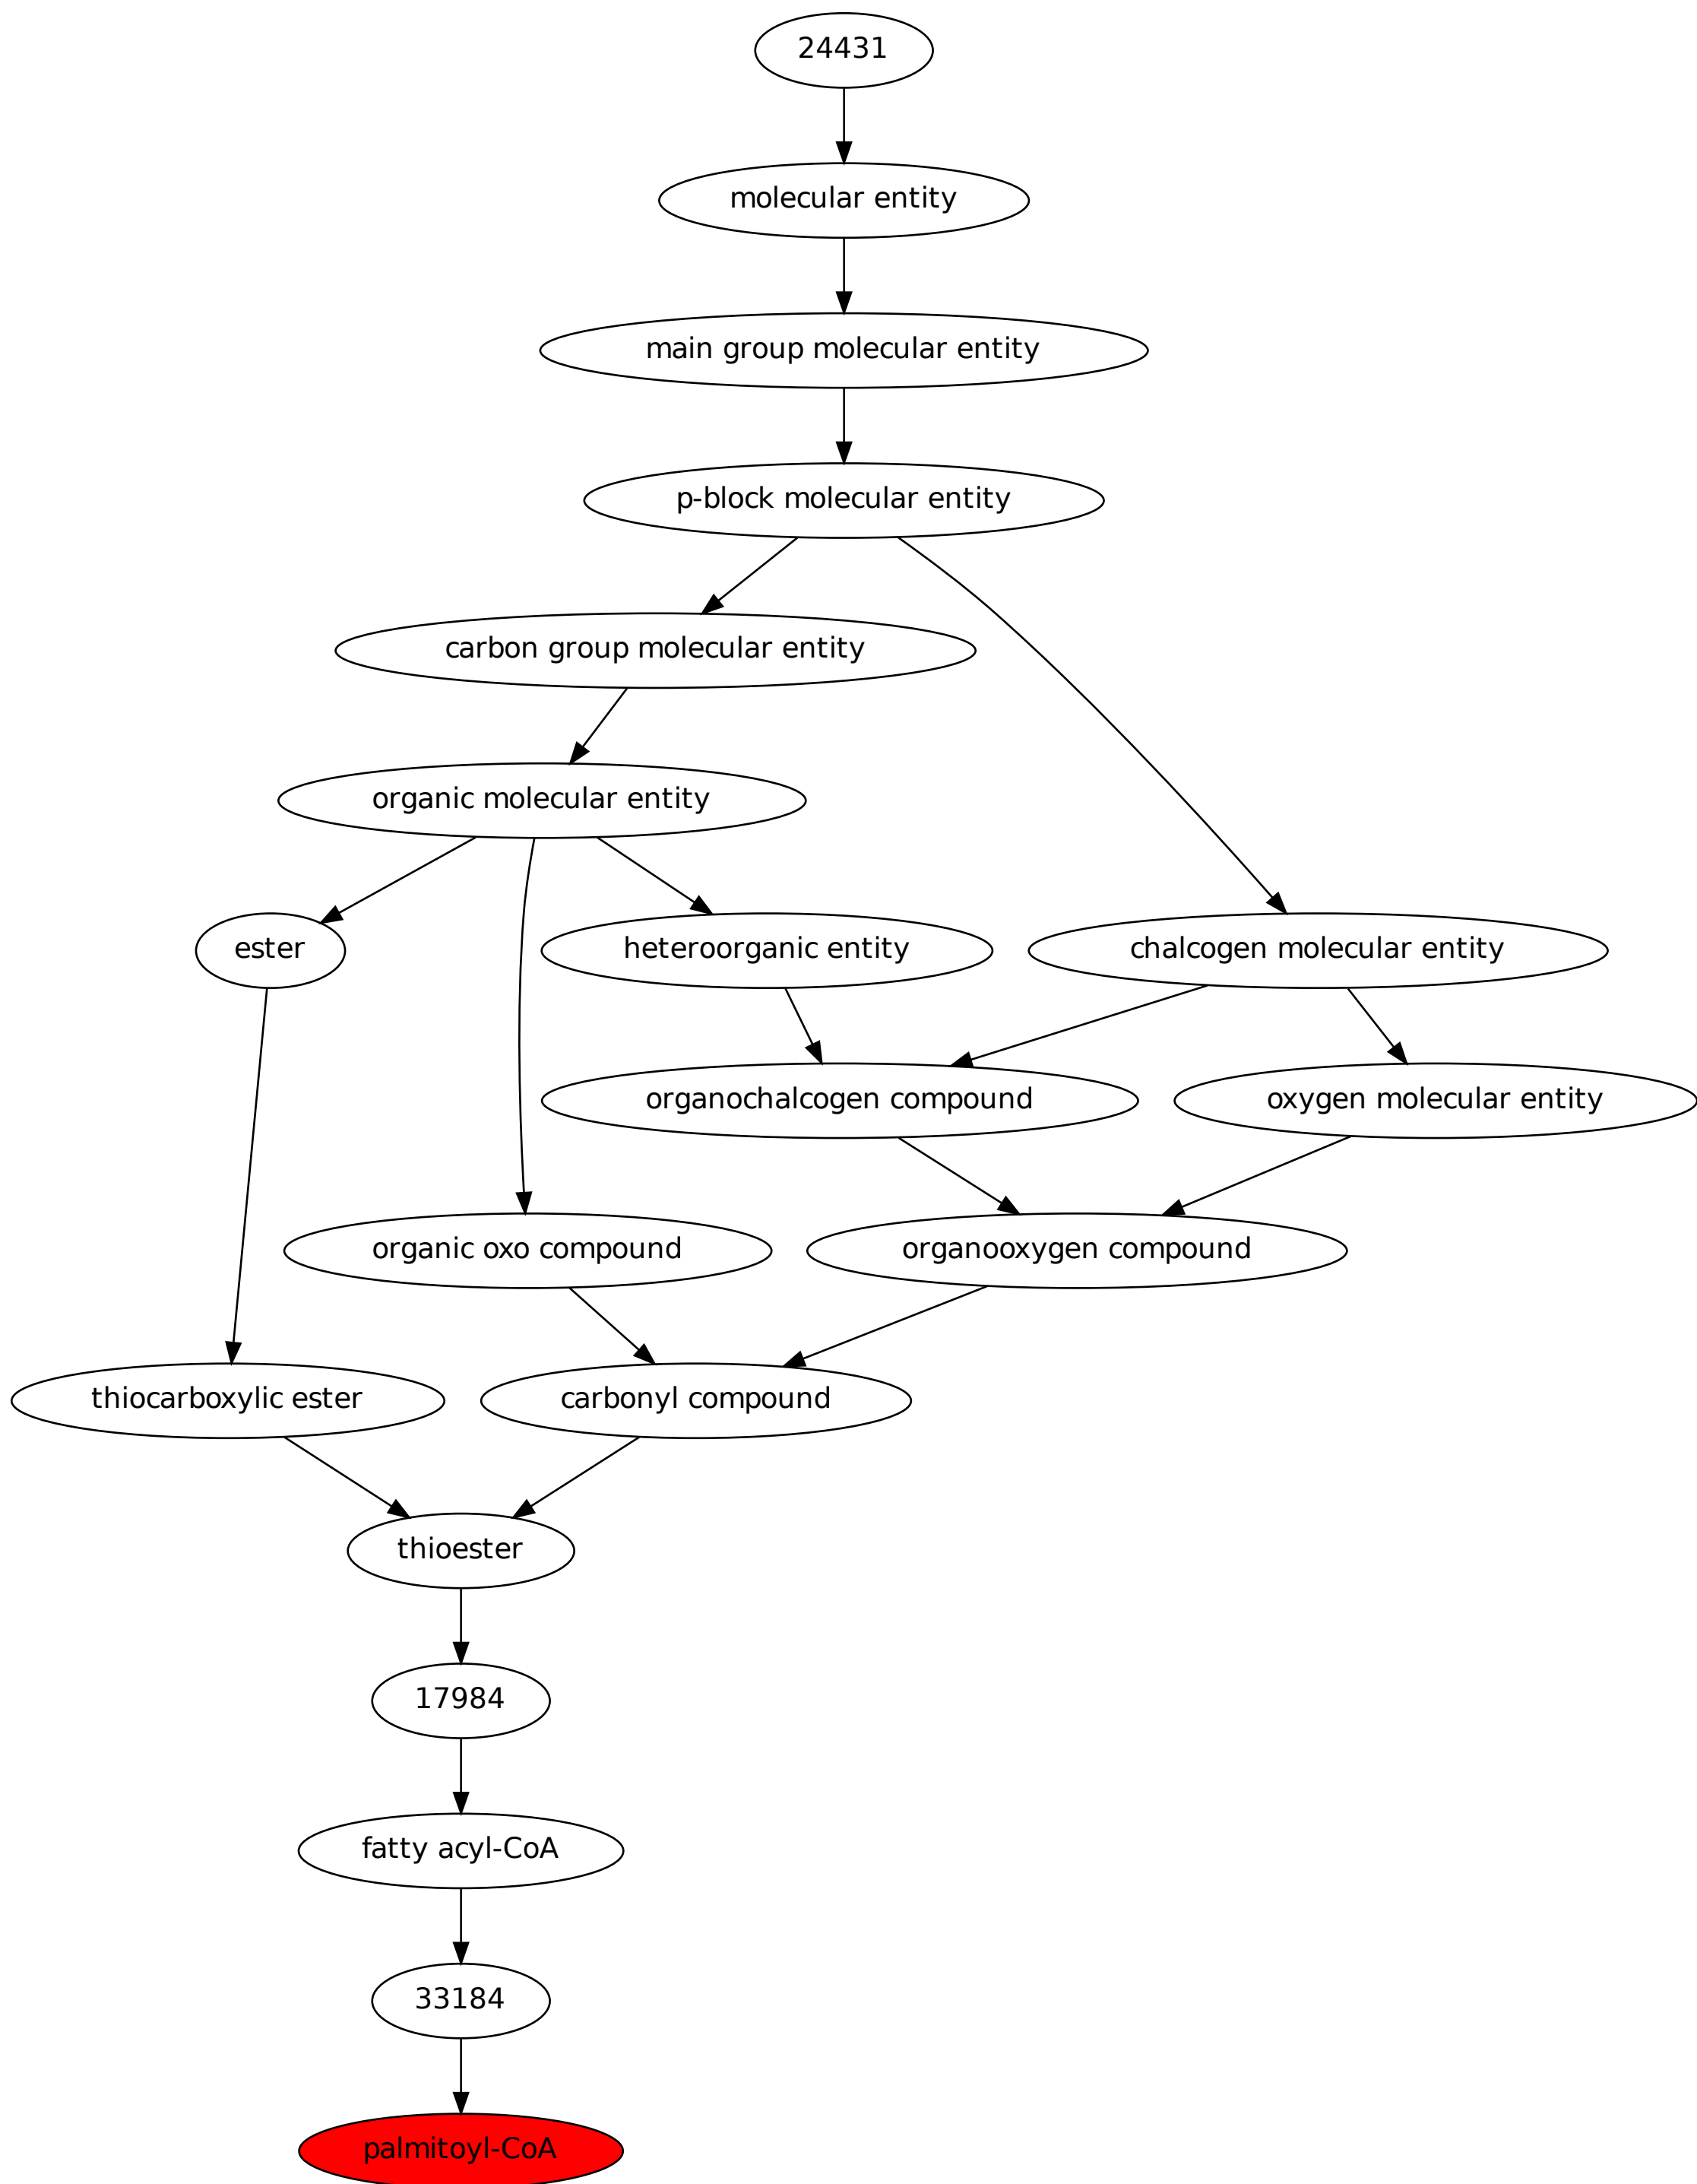 24431
molecular entity
main group molecular entity
p-block molecular entity
carbon group molecular entity
organic molecular entity
ester
heteroorganic entity
chalcogen molecular entity
organochalcogen compound
oxygen molecular entity
organic oxo compound
organooxygen compound
thiocarboxylic ester
carbonyl compound
thioester
17984
fatty acyl-CoA
33184
palmitoyl-CoA